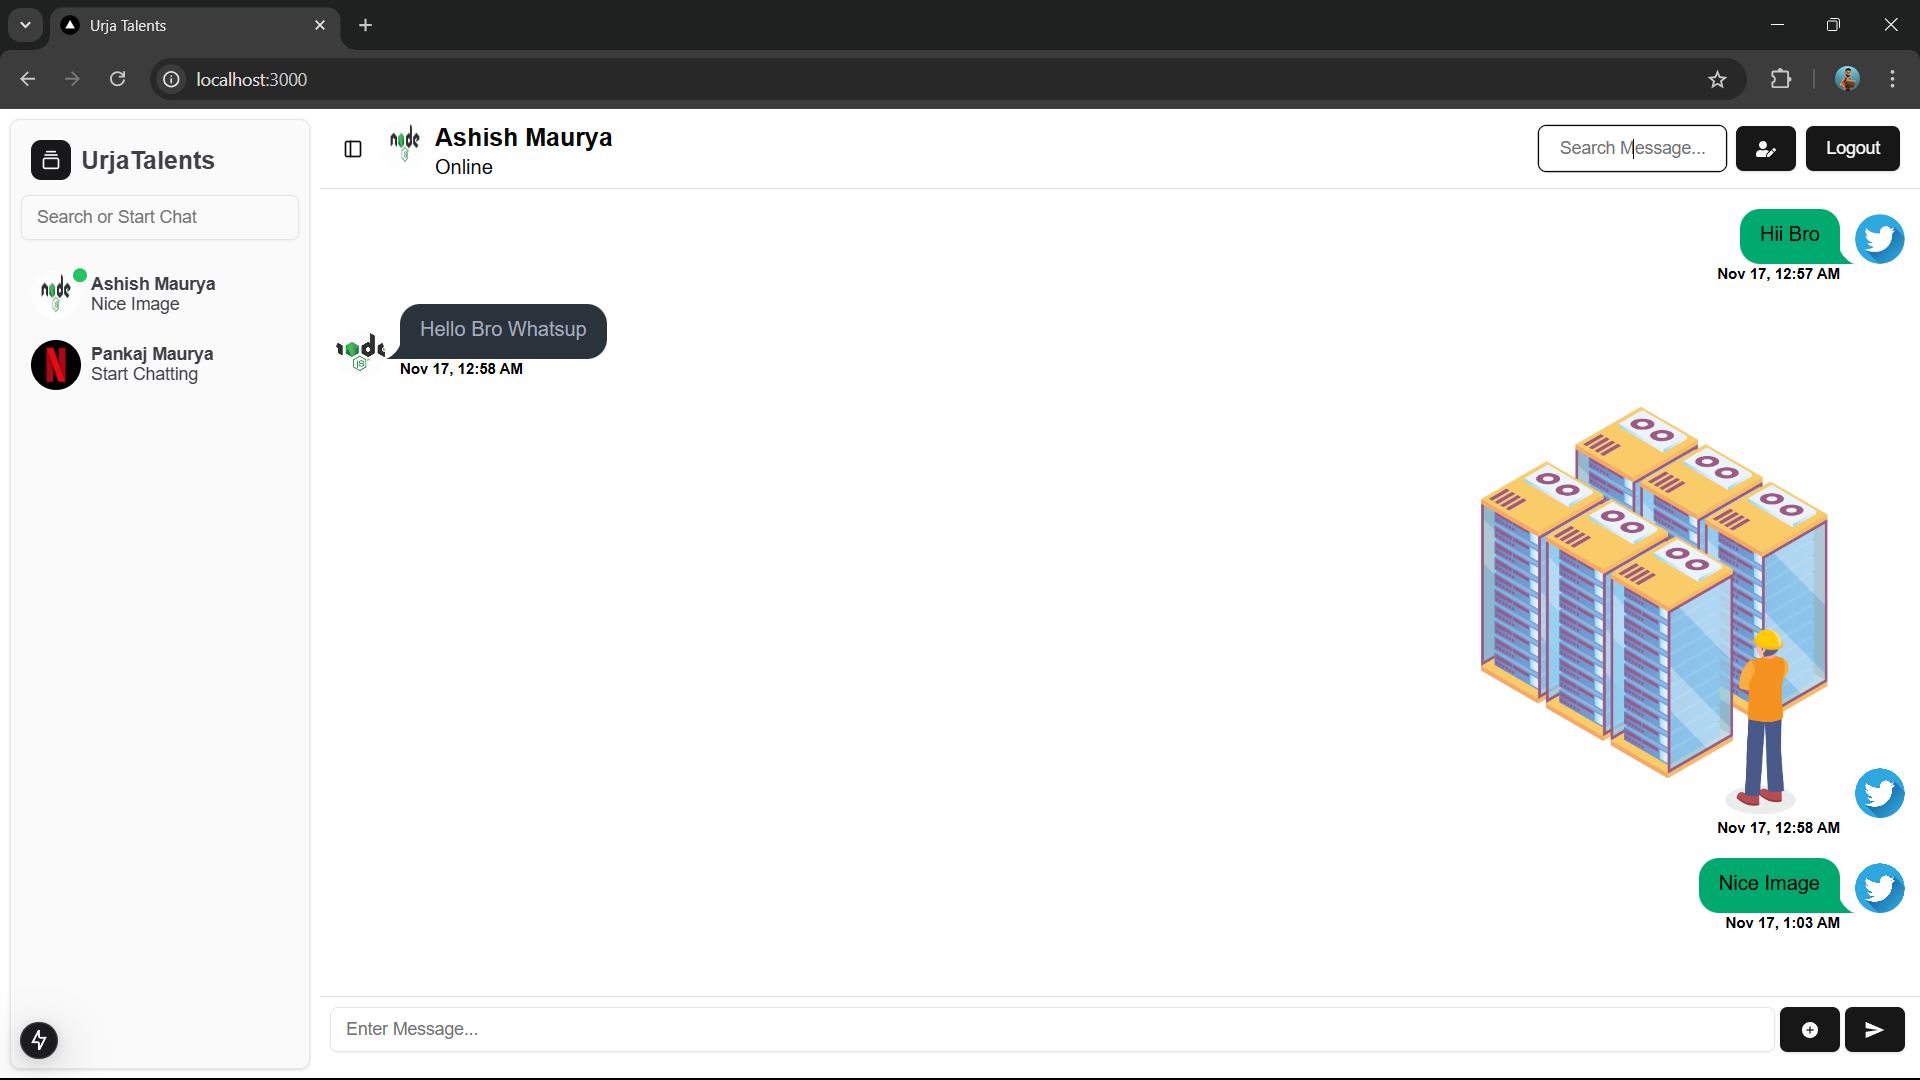 Urja Talents
localhost:3000
UrjaTalents
Search or Start Chat
Ashish Maurya
Nice Image
Pankaj Maurya
Start Chatting
node
Ashish Maurya
Online
Search Message...
Logout
Hii Bro
Nov 17, 12:57 AM
Hello Bro Whatsup
Nov 17, 12:58 AM
Nov 17, 12:58 AM
Nice Image
Nov 17, 1:03 AM
Enter Message...